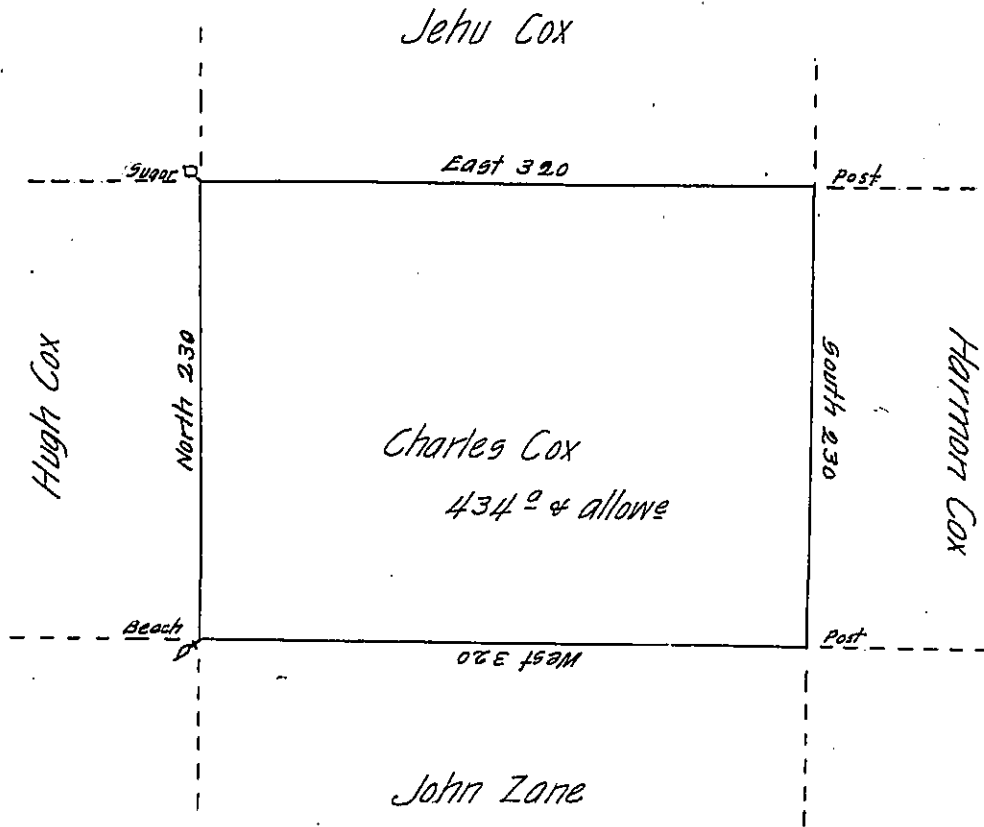 Jehu Cox
Sugar
East 320
Post
Hugh Cox
North 230
South 230
Harmon Cox
Charles Cox
434 a & allowe
Beach
West 320
Post
John Zane